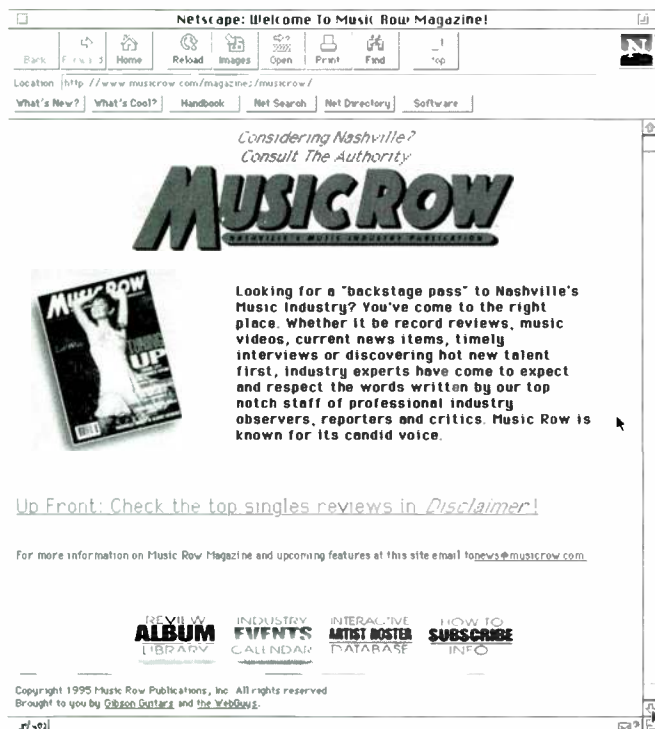 Netscape: Welcome To Music Row Magazine!
Back Forward Home Reload Images Open Print Find Stop
Location http://www.musicrow.com/magazines/musicrow/
What's New? What's Cool? Handbook Net Search Net Directory Software
Considering Nashville?
Consult The Authority
MUSIC ROW
NASHVILLE'S MUSIC INDUSTRY PUBLICATION
MUSIC ROW
UP
Looking for a "backstage pass" to Nashville's
Music Industry? You've come to the right
place. Whether it be record reviews, music
videos, current news items, timely
interviews or discovering hot new talent
first, industry experts have come to expect
and respect the words written by our top
notch staff of professional industry
observers, reporters and critics. Music Row is
known for its candid voice.
Up Front: Check the top singles reviews in Disclaimer!
For more information on Music Row Magazine and upcoming features at this site email to news@musicrow.com
REVIEW INDUSTRY INTERACTIVE HOW TO
ALBUM EVENTS ARTIST ROSTER SUBSCRIBE
LIBRARY CALENDAR DATABASE INFO
Copyright 1995 Music Row Publications, Inc. All rights reserved
Brought to you by Gibson Guitars and the WebGuys.